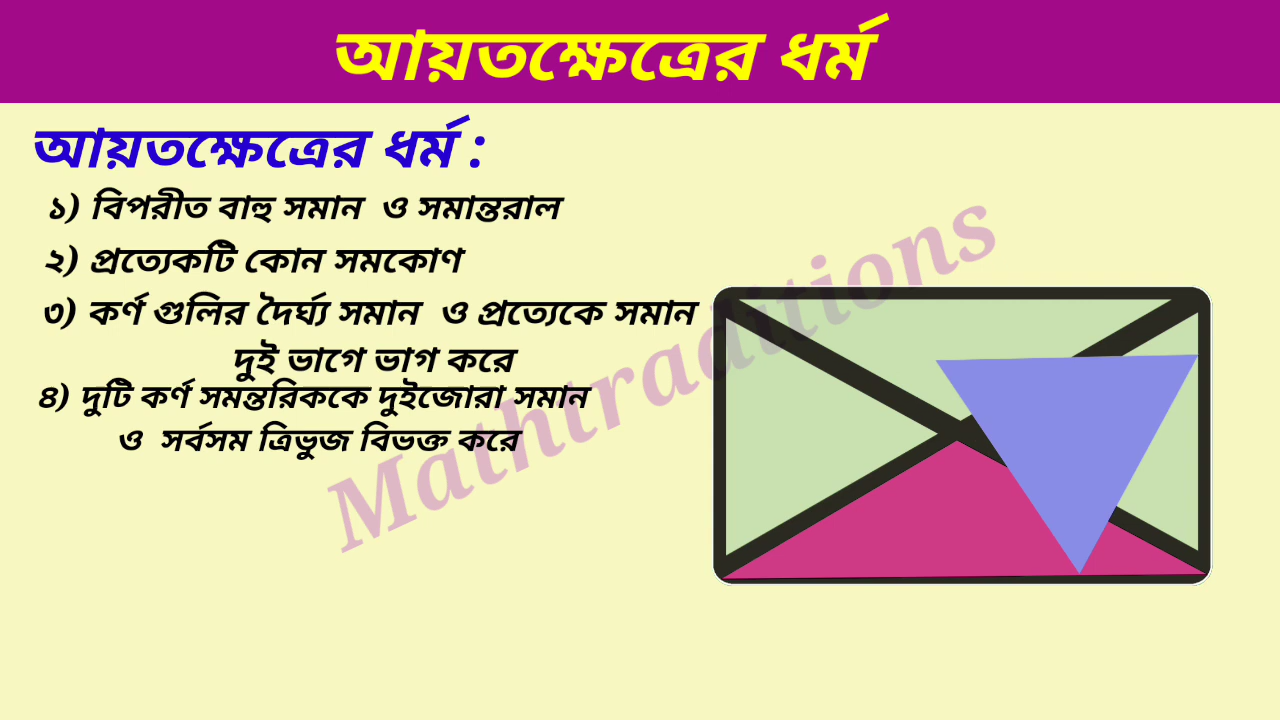 আয়তক্ষেত্রের ধর্ম
আয়তক্ষেত্রের ধর্ম :
১) বিপরীত বাহু সমান ও সমান্তরাল
২) প্রত্যেকটি কোন সমকোণ
৩) কর্ণ গুলির দৈর্ঘ্য সমান ও প্রত্যেকে সমান
দুই ভাগে ভাগ করে
৪) দুটি কর্ণ সমন্তরিককে দুইজোরা সমান
ও সর্বসম ত্রিভুজ বিভক্ত করে
Mathtraditions